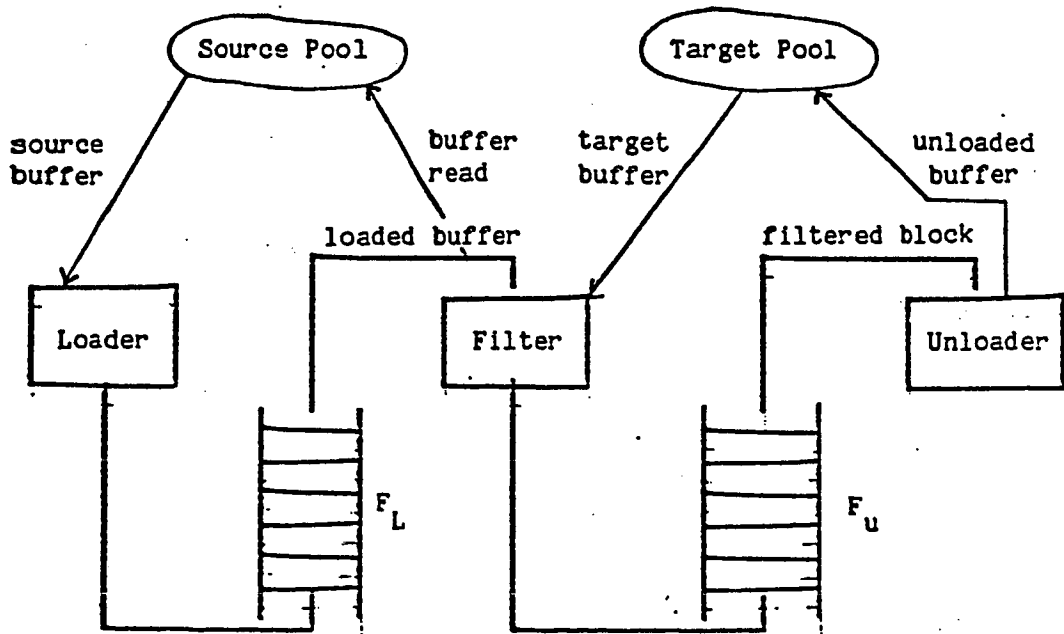 Source Pool
Target Pool
source
buffer
buffer
read
target
buffer
unloaded
buffer
loaded buffer
filtered block
Loader
Filter
Unloader
F_L
F_u